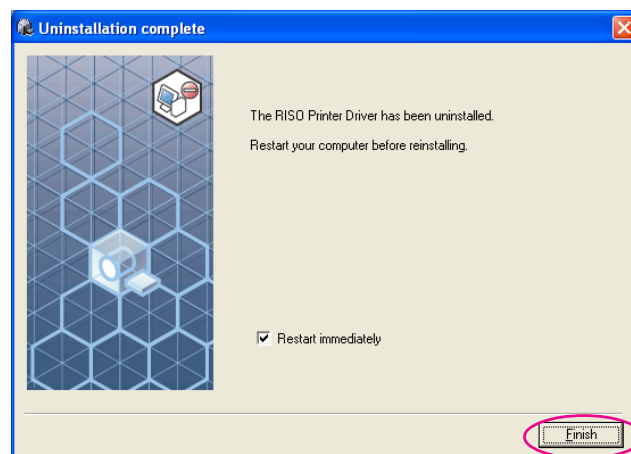 Uninstallation complete
The RISO Printer Driver has been uninstalled.
Restart your computer before reinstalling.
Restart immediately
Finish